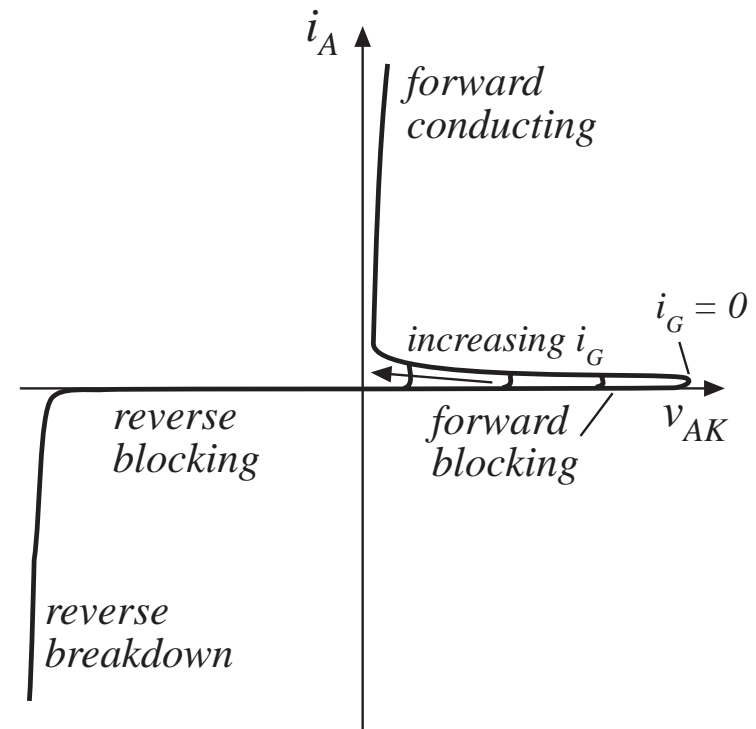 i_A
forward
conducting
i_G = 0
increasing i_G
v_AK
reverse
blocking
forward
blocking
reverse
breakdown